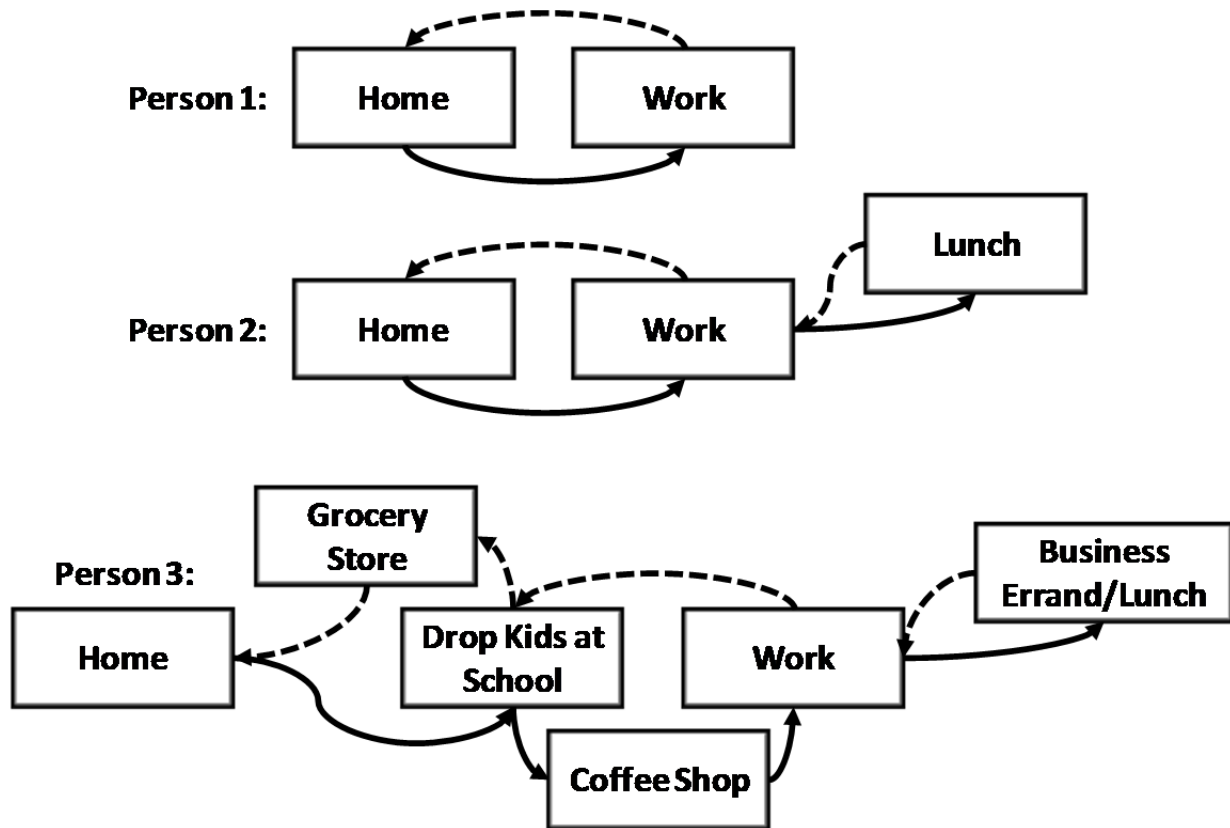 Person 1:
Home
Work
Person 2:
Home
Work
Lunch
Person 3:
Home
Grocery
Store
Drop Kids at
School
Coffee Shop
Work
Business
Errand/Lunch